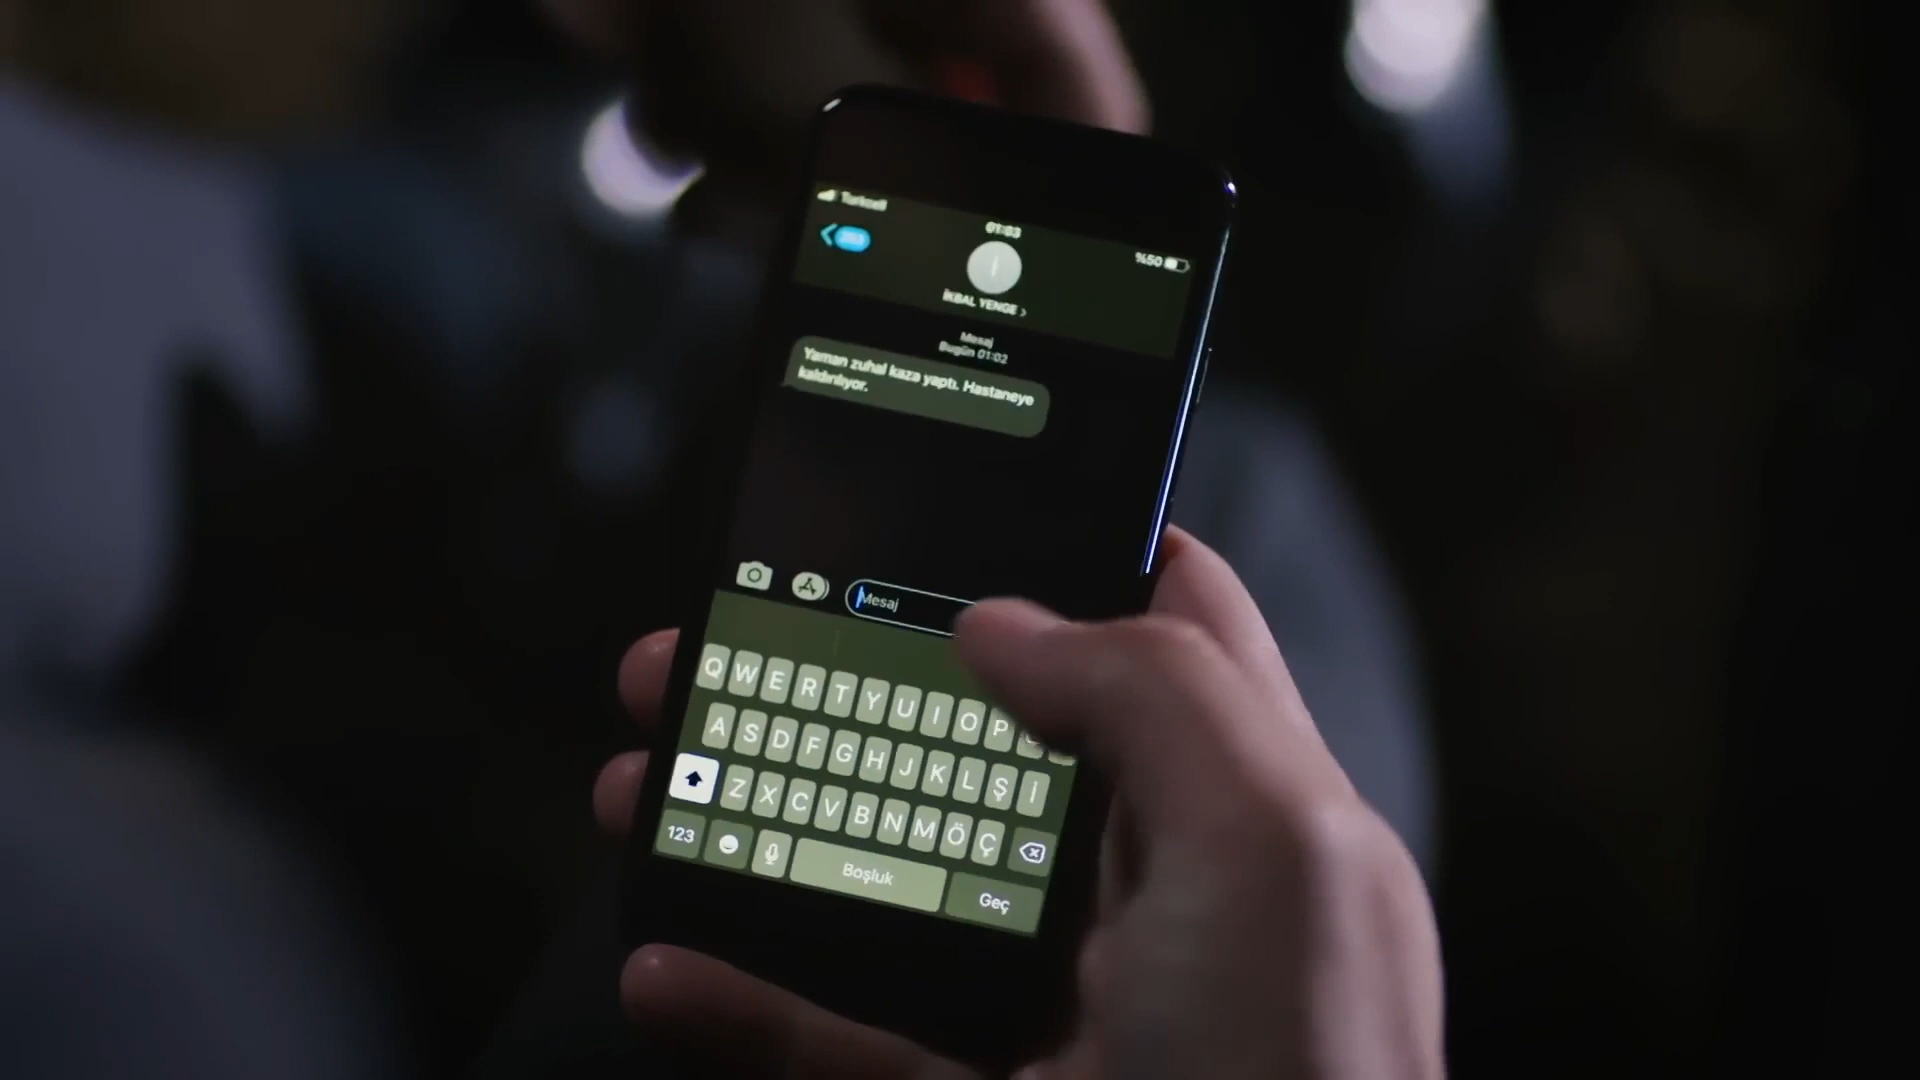 Turkcell
01:03
%50
İKBAL YENGE
Mesaj
Bugün 01:02
Yaman zuhal kaza yaptı. Hastaneye
kaldırılıyor.
Mesaj
Q W E R T Y U I O P
A S D F G H J K L Ş İ
Z X C V B N M Ö Ç
123
Boşluk
Geç